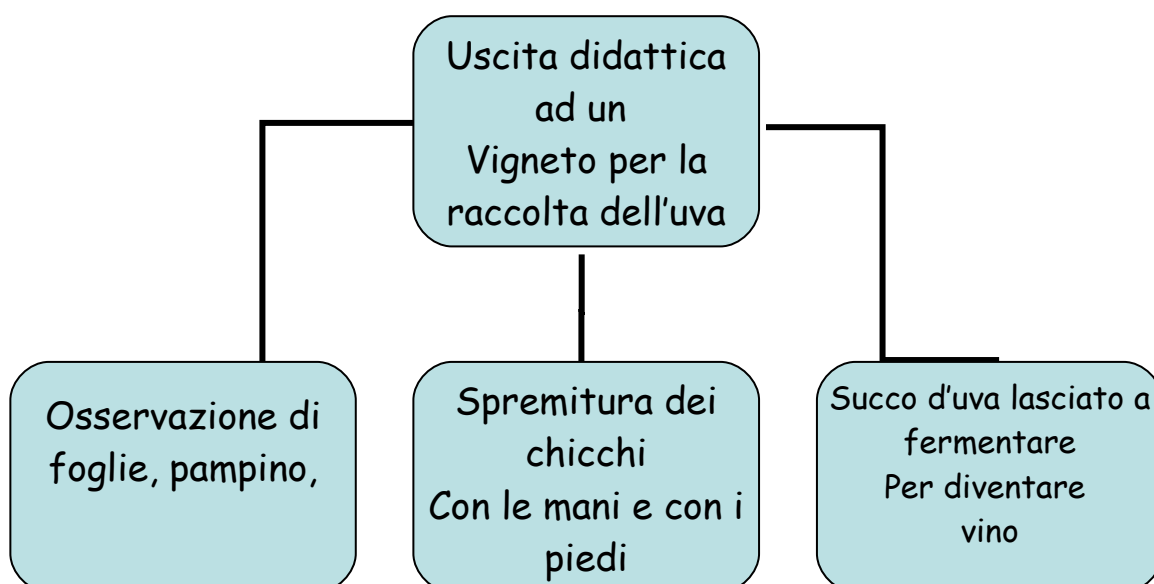 Uscita didattica
ad un
Vigneto per la
raccolta dell'uva
Osservazione di
foglie, pampino,
Spremitura dei
chicchi
Con le mani e con i
piedi
Succo d'uva lasciato a
fermentare
Per diventare
vino